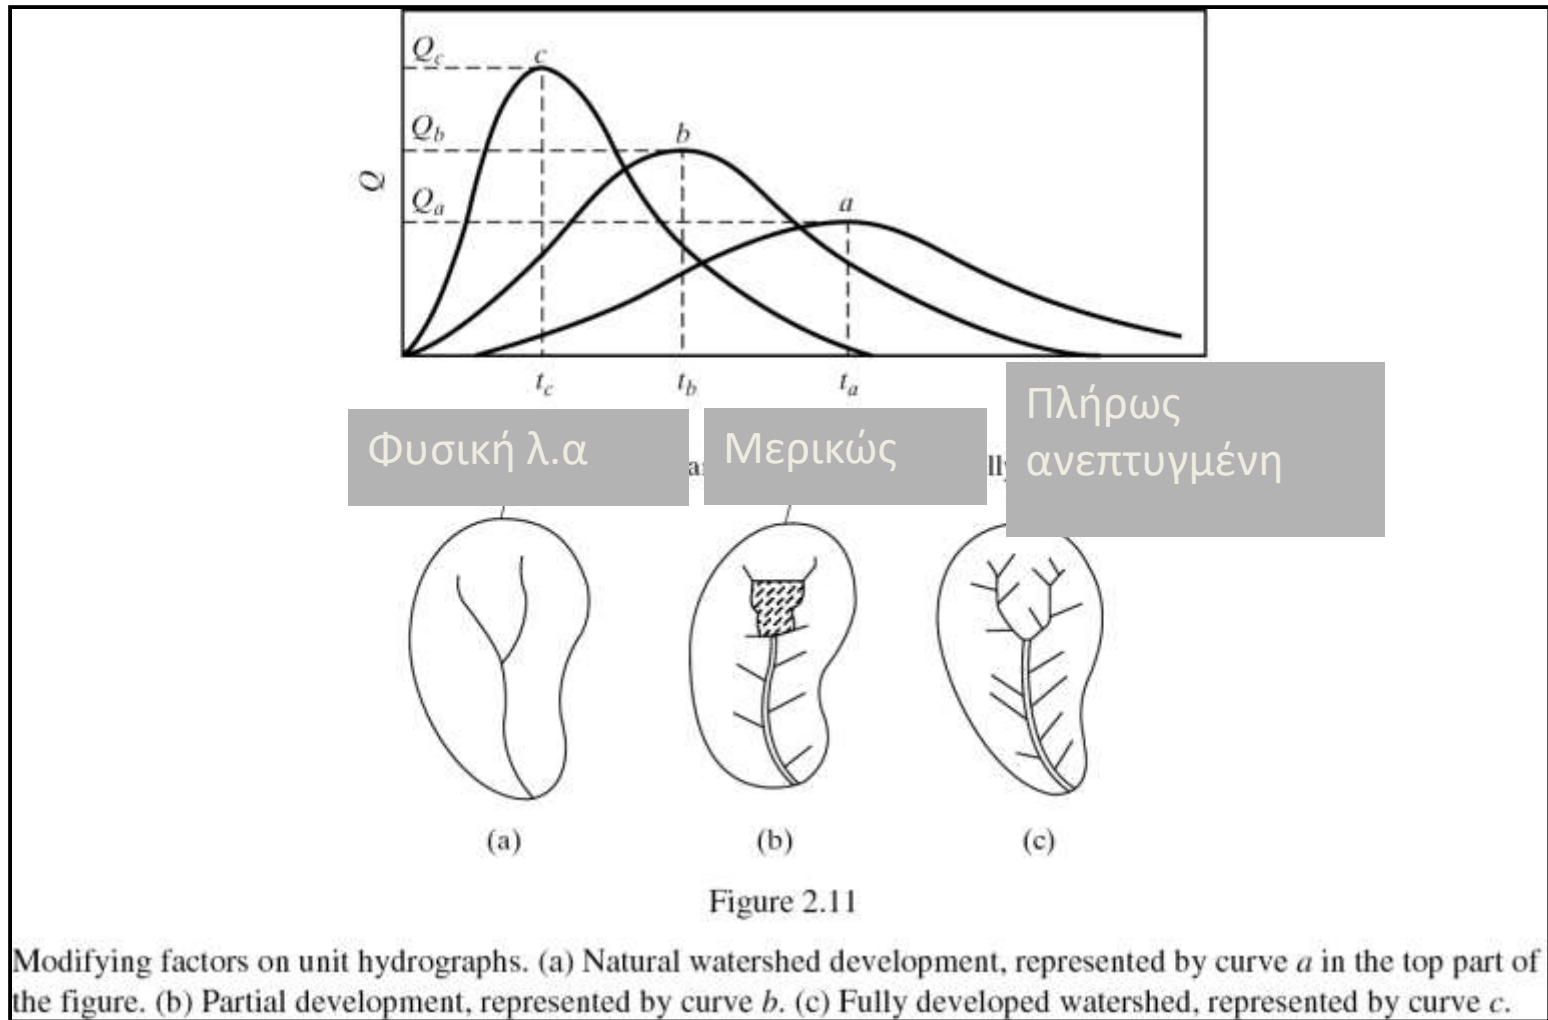 Q_c
c
Q_b
b
Q_a
a
Q
t_c t_b t_a
Φυσική λ.α
Μερικώς
Πλήρως
ανεπτυγμένη
(a) (b) (c)
Figure 2.11
Modifying factors on unit hydrographs. (a) Natural watershed development, represented by curve a in the top part of
the figure. (b) Partial development, represented by curve b. (c) Fully developed watershed, represented by curve c.